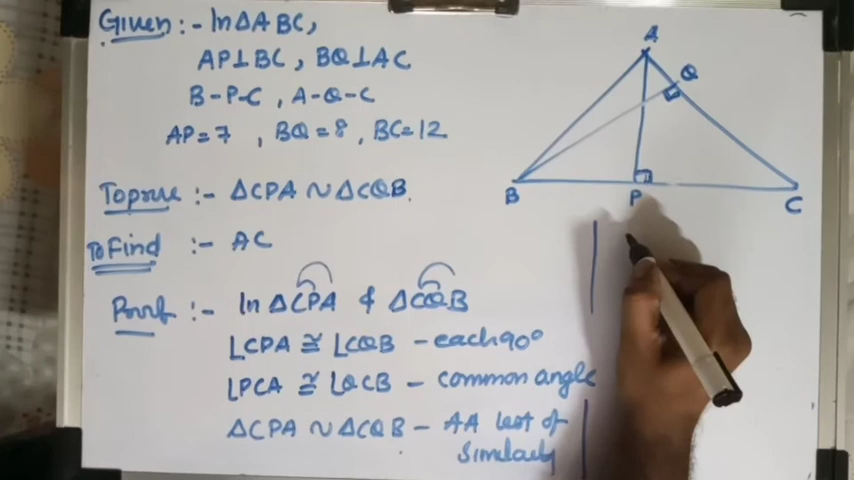 Given :- In ΔABC,
AP⊥BC, BQ⊥AC
B-P-C, A-Q-C
AP=7, BQ=8, BC=12
To prove :- ΔCPA ~ ΔCQB.
To Find :- AC
Proof :- In ΔCPA & ΔCQB
∠CPA ≅ ∠CQB - each 90°
∠PCA ≅ ∠QCB - common angle
ΔCPA ~ ΔCQB - AA test of
Similarity
A
Q
B
P
C